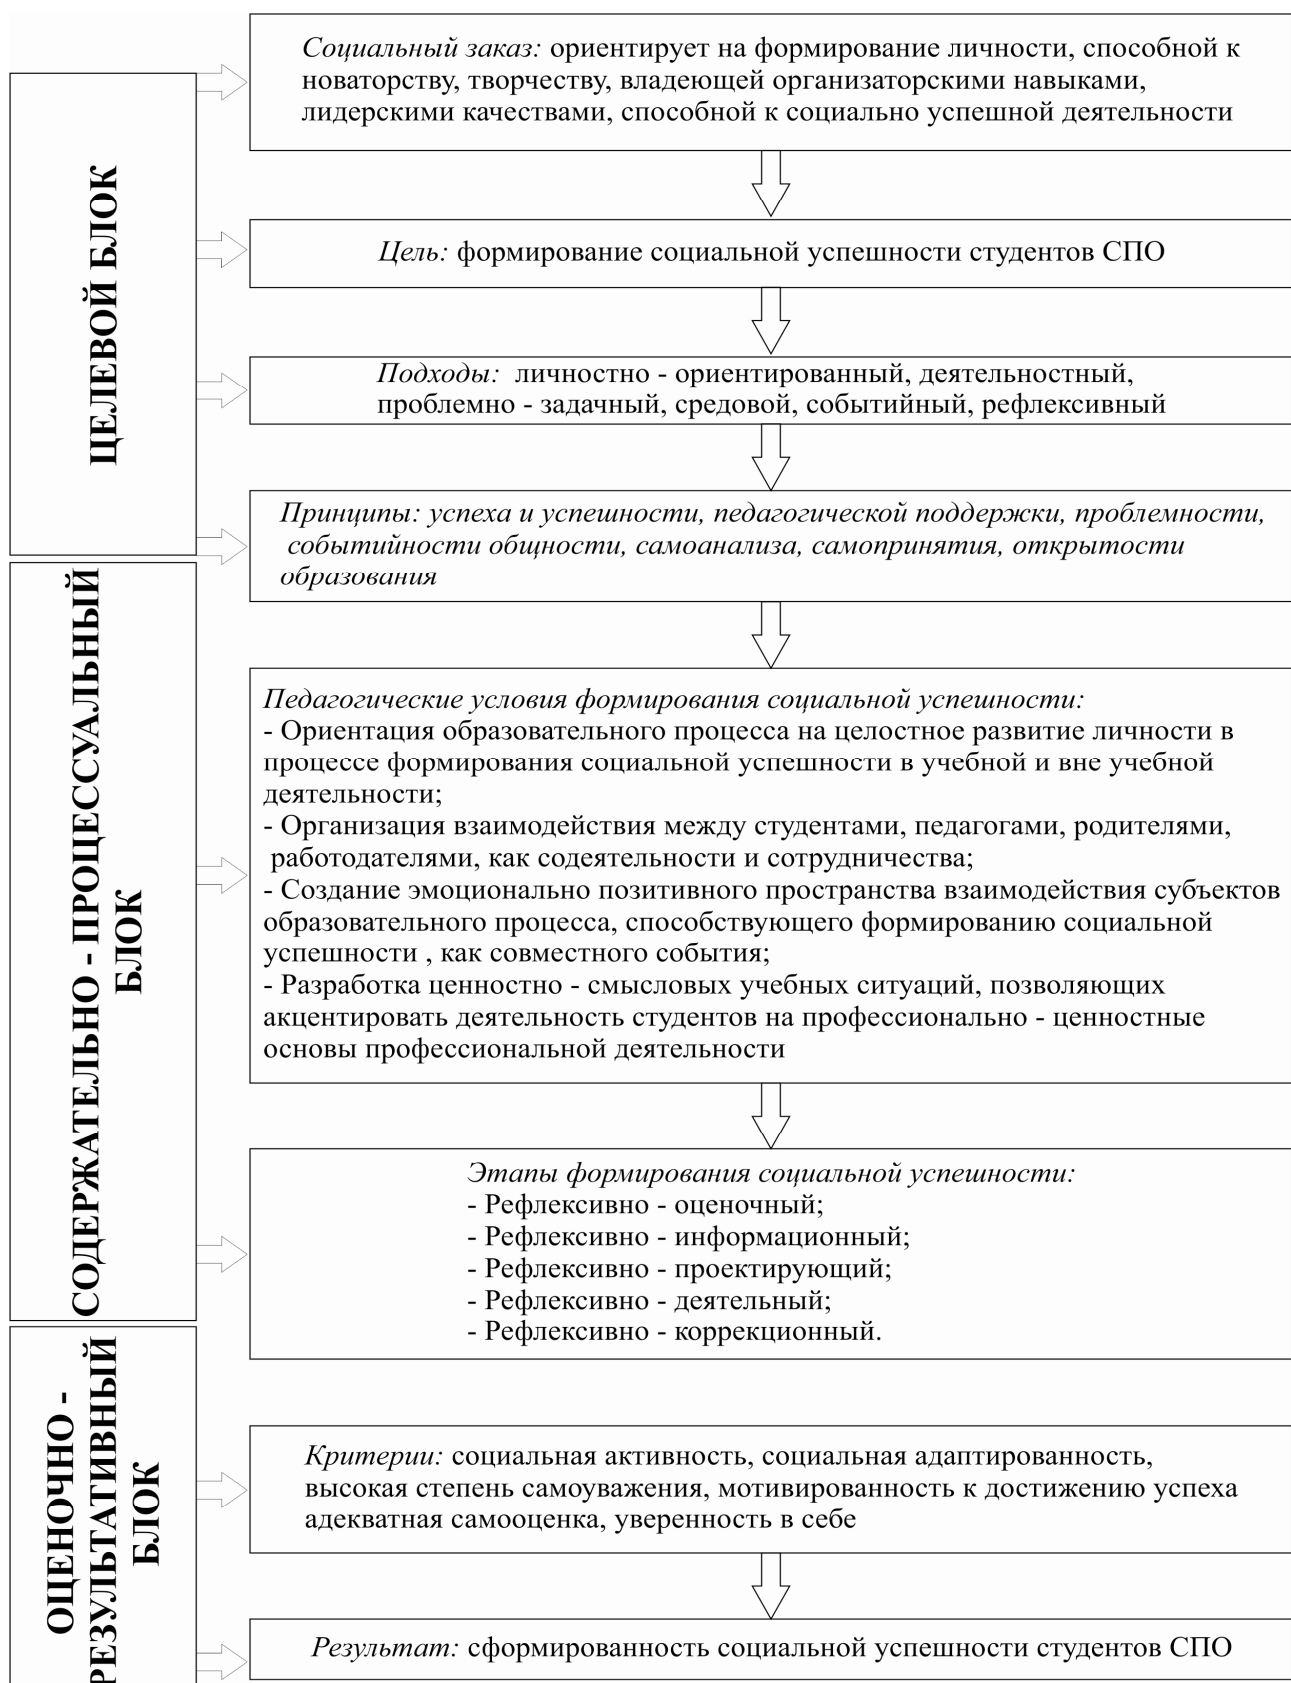 ЦЕЛЕВОЙ БЛОК
Социальный заказ: ориентирует на формирование личности, способной к
новаторству, творчеству, владеющей организаторскими навыками,
лидерскими качествами, способной к социально успешной деятельности
Цель: формирование социальной успешности студентов СПО
Подходы: личностно - ориентированный, деятельностный,
проблемно - задачный, средовой, событийный, рефлексивный
Принципы: успеха и успешности, педагогической поддержки, проблемности,
событийности общности, самоанализа, самопринятия, открытости
образования
СОДЕРЖАТЕЛЬНО - ПРОЦЕССУАЛЬНЫЙ
БЛОК
Педагогические условия формирования социальной успешности:
- Ориентация образовательного процесса на целостное развитие личности в
процессе формирования социальной успешности в учебной и вне учебной
деятельности;
- Организация взаимодействия между студентами, педагогами, родителями,
работодателями, как содеятельности и сотрудничества;
- Создание эмоционально позитивного пространства взаимодействия субъектов
образовательного процесса, способствующего формированию социальной
успешности , как совместного события;
- Разработка ценностно - смысловых учебных ситуаций, позволяющих
акцентировать деятельность студентов на профессионально - ценностные
основы профессиональной деятельности
Этапы формирования социальной успешности:
- Рефлексивно - оценочный;
- Рефлексивно - информационный;
- Рефлексивно - проектирующий;
- Рефлексивно - деятельный;
- Рефлексивно - коррекционный.
ОЦЕНОЧНО -
РЕЗУЛЬТАТИВНЫЙ
БЛОК
Критерии: социальная активность, социальная адаптированность,
высокая степень самоуважения, мотивированность к достижению успеха
адекватная самооценка, уверенность в себе
Результат: сформированность социальной успешности студентов СПО